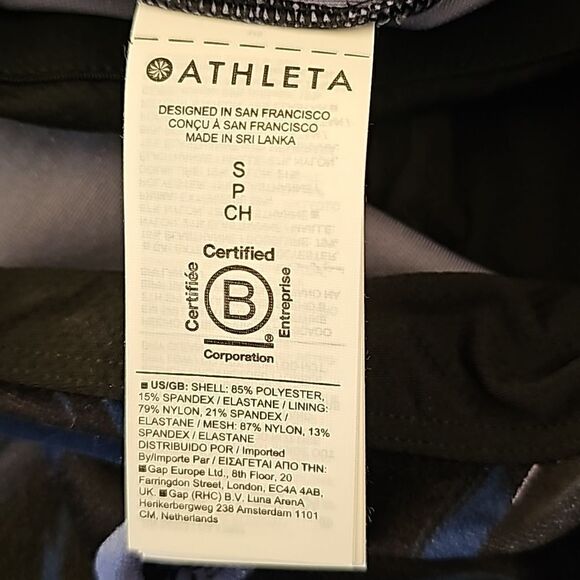 ATHLETA
DESIGNED IN SAN FRANCISCO
CONÇU À SAN FRANCISCO
MADE IN SRI LANKA
S
P
CH
Certified
Certifiée
B
Entreprise
®
Corporation
US/GB: SHELL: 85% POLYESTER,
15% SPANDEX / ELASTANE / LINING:
79% NYLON, 21% SPANDEX /
ELASTANE / MESH: 87% NYLON, 13%
SPANDEX / ELASTANE
DISTRIBUIDO POR / Imported
By/Importe Par / ΕΙΣΑΓΕΤΑΙ ΑΠΟ ΤΗΝ:
Gap Europe Ltd., 8th Floor, 20
Farringdon Street, London, EC4A 4AB,
UK. Gap (RHC) B.V. Luna ArenA
Herikerbergweg 238 Amsterdam 1101
CM, Netherlands